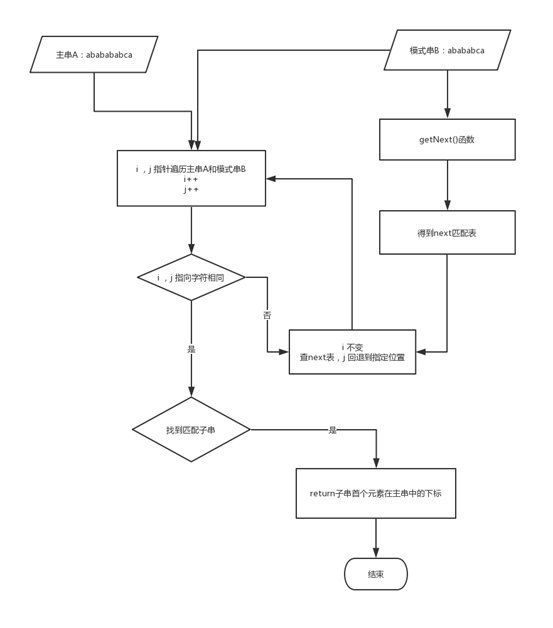 主串A：ababababca
模式串B：abababca
getNext()函数
i ，j 指针遍历主串A和模式串B
i++
j++
得到next匹配表
i ，j 指向字符相同
否
i 不变
查next表，j 回退到指定位置
是
找到匹配子串
是
return子串首个元素在主串中的下标
结束